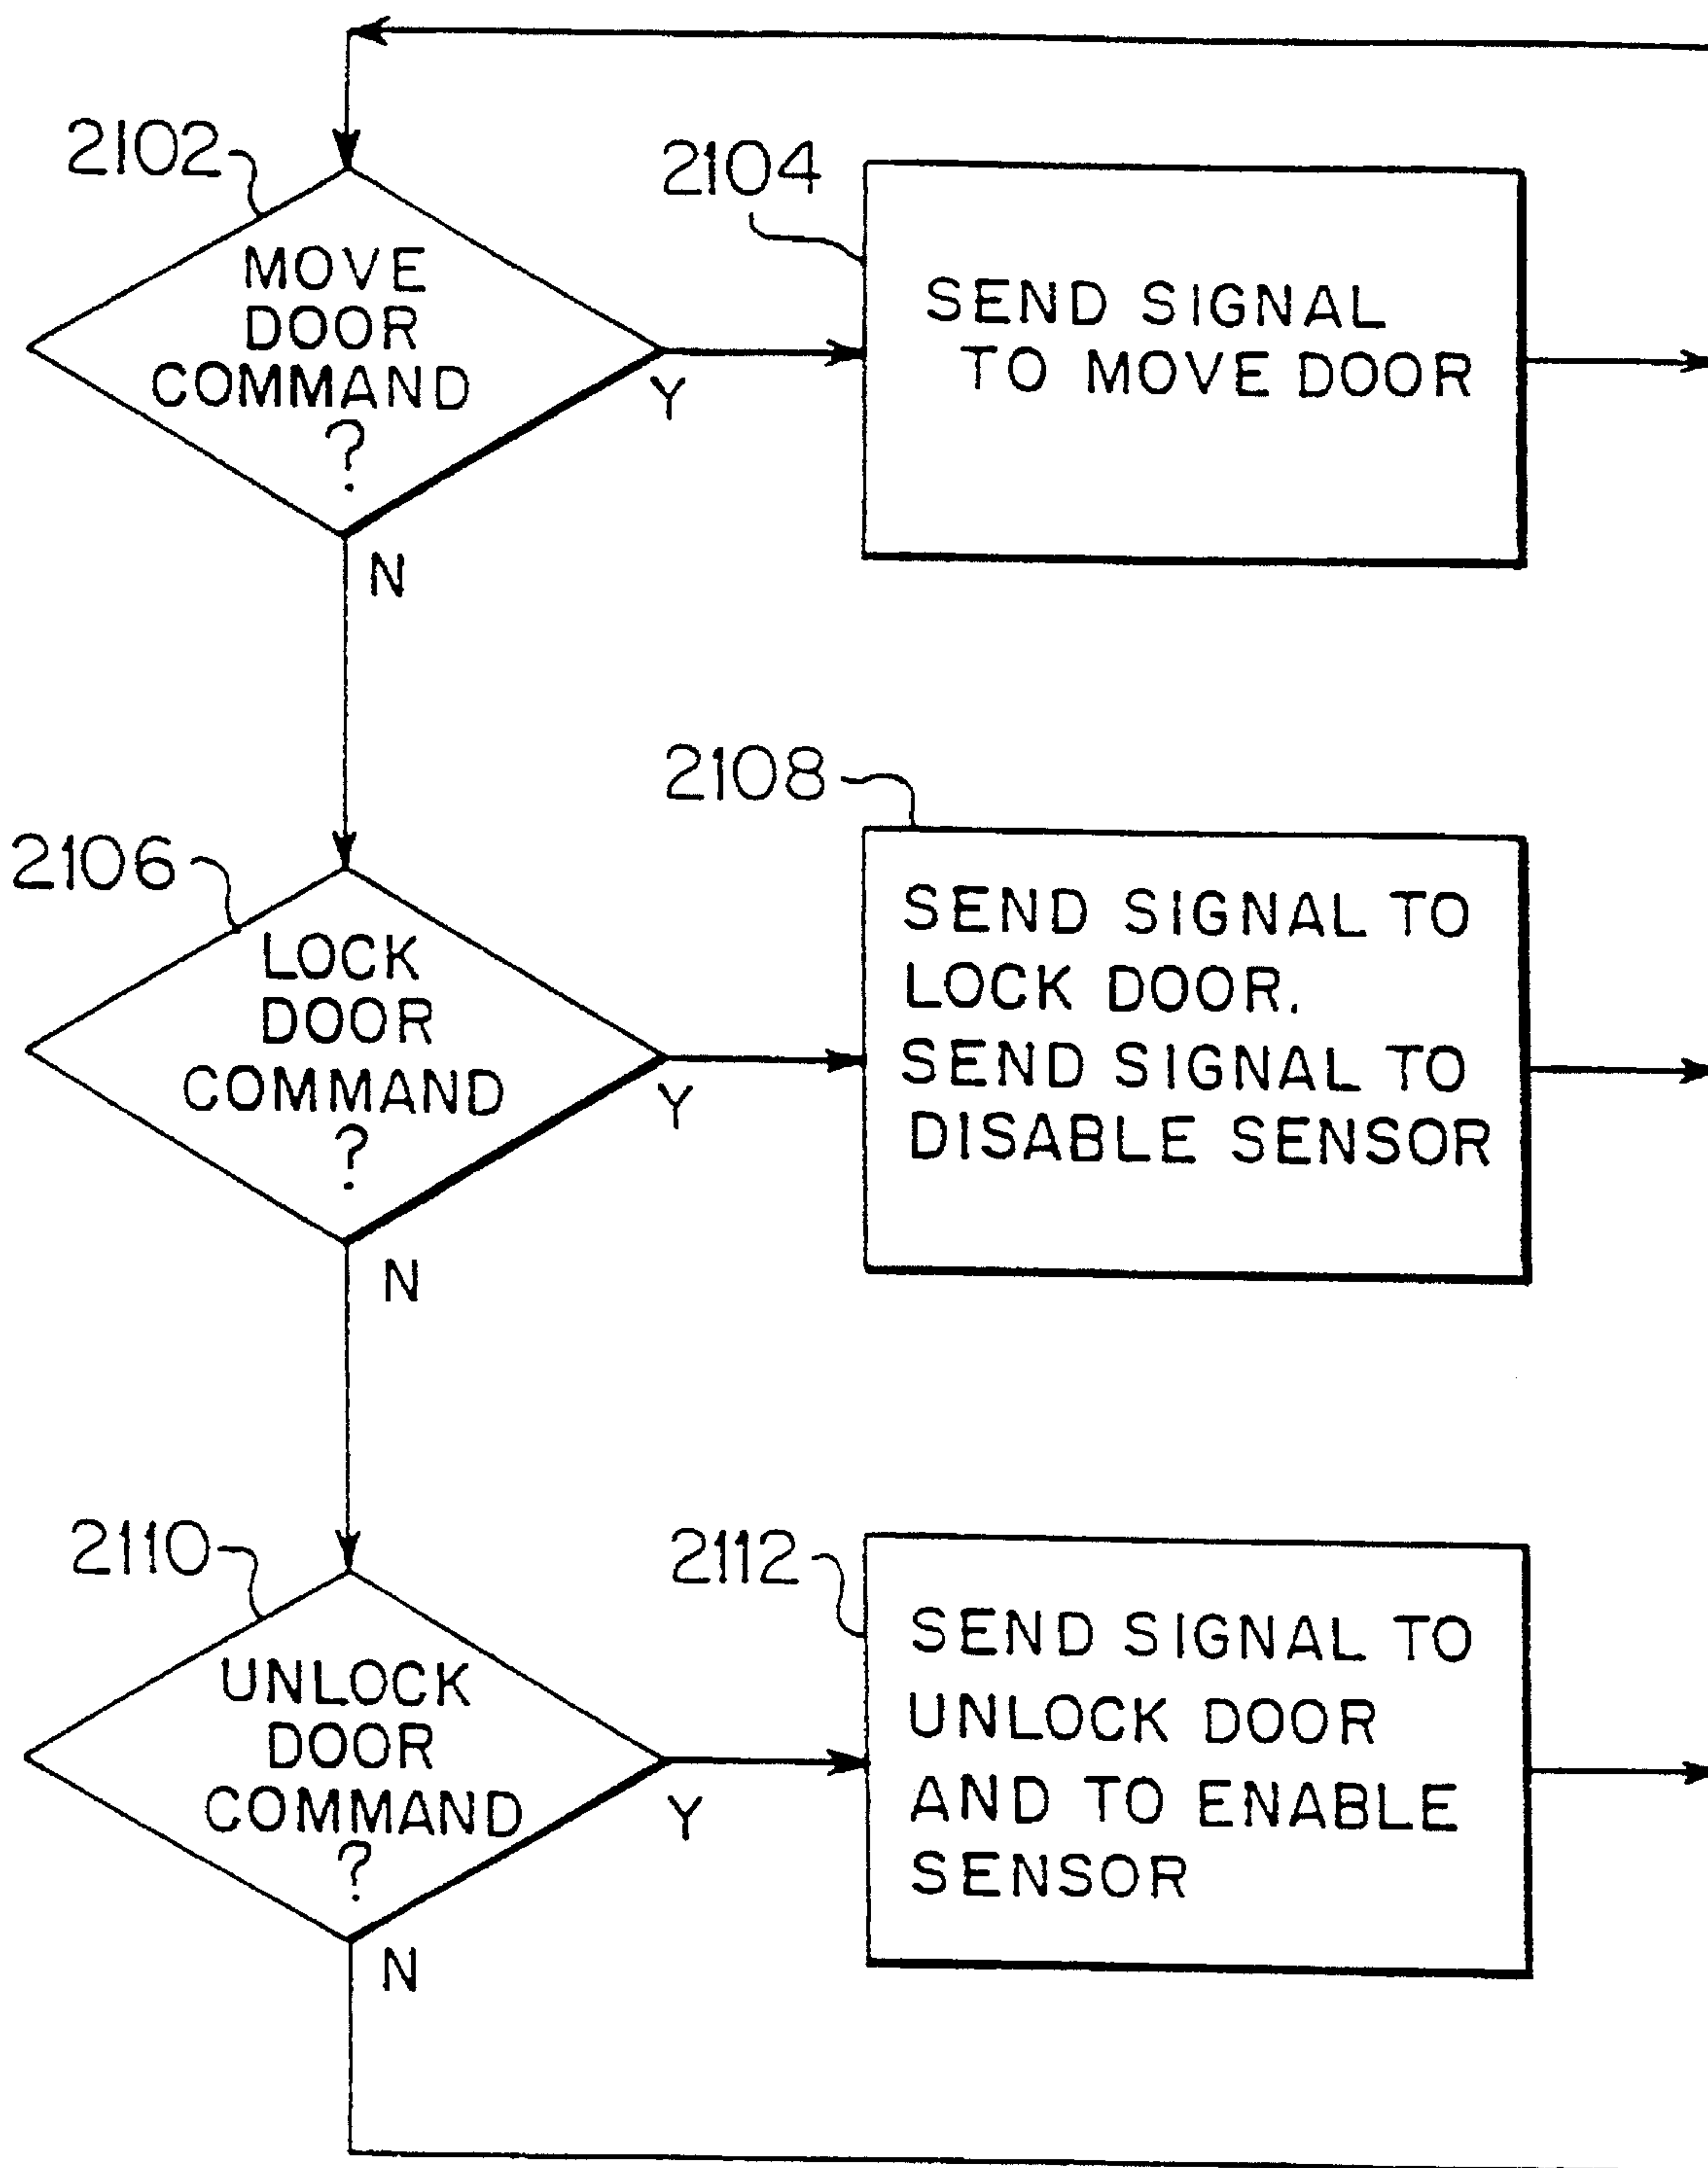 2102
MOVE
DOOR
COMMAND
?
Y
N
2104
SEND SIGNAL
TO MOVE DOOR
2106
LOCK
DOOR
COMMAND
?
Y
N
2108
SEND SIGNAL TO
LOCK DOOR.
SEND SIGNAL TO
DISABLE SENSOR
2110
UNLOCK
DOOR
COMMAND
?
Y
N
2112
SEND SIGNAL TO
UNLOCK DOOR
AND TO ENABLE
SENSOR